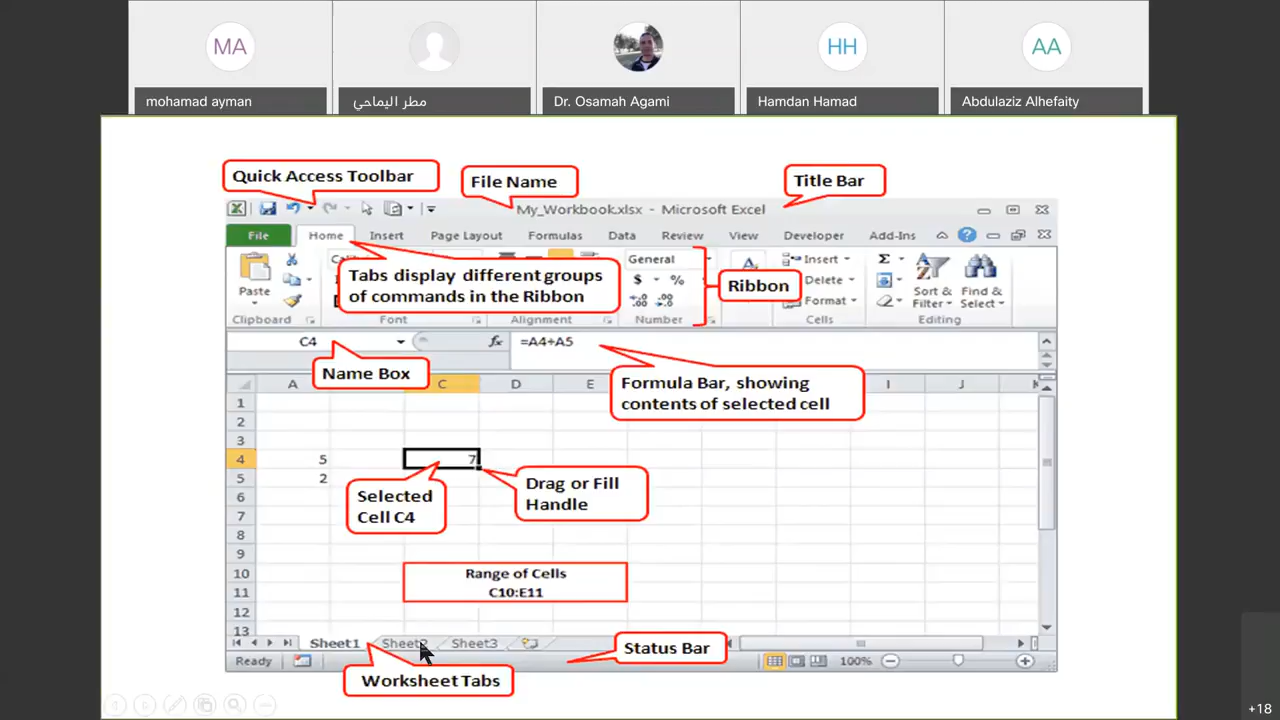 MA
HH
AA
mohamad ayman
مطر اليماحي
Dr. Osamah Agami
Hamdan Hamad
Abdulaziz Alhefaity
Quick Access Toolbar
File Name
Title Bar
My_Workbook.xlsx - Microsoft Excel
File Home Insert Page Layout Formulas Data Review View Developer Add-Ins
Tabs display different groups
of commands in the Ribbon
General
$ %
Ribbon
Insert
Delete
Format
Σ
Paste
Sort &
Filter
Find &
Select
Clipboard Font Alignment Number Cells Editing
C4 fx =A4+A5
Name Box
Formula Bar, showing
contents of selected cell
A C D E I J
1
2
3
4 5 7
5 2
6
7
8
9
10
11
12
13
Selected
Cell C4
Drag or Fill
Handle
Range of Cells
C10:E11
Sheet1 Sheet2 Sheet3
Status Bar
Ready 100%
Worksheet Tabs
+18